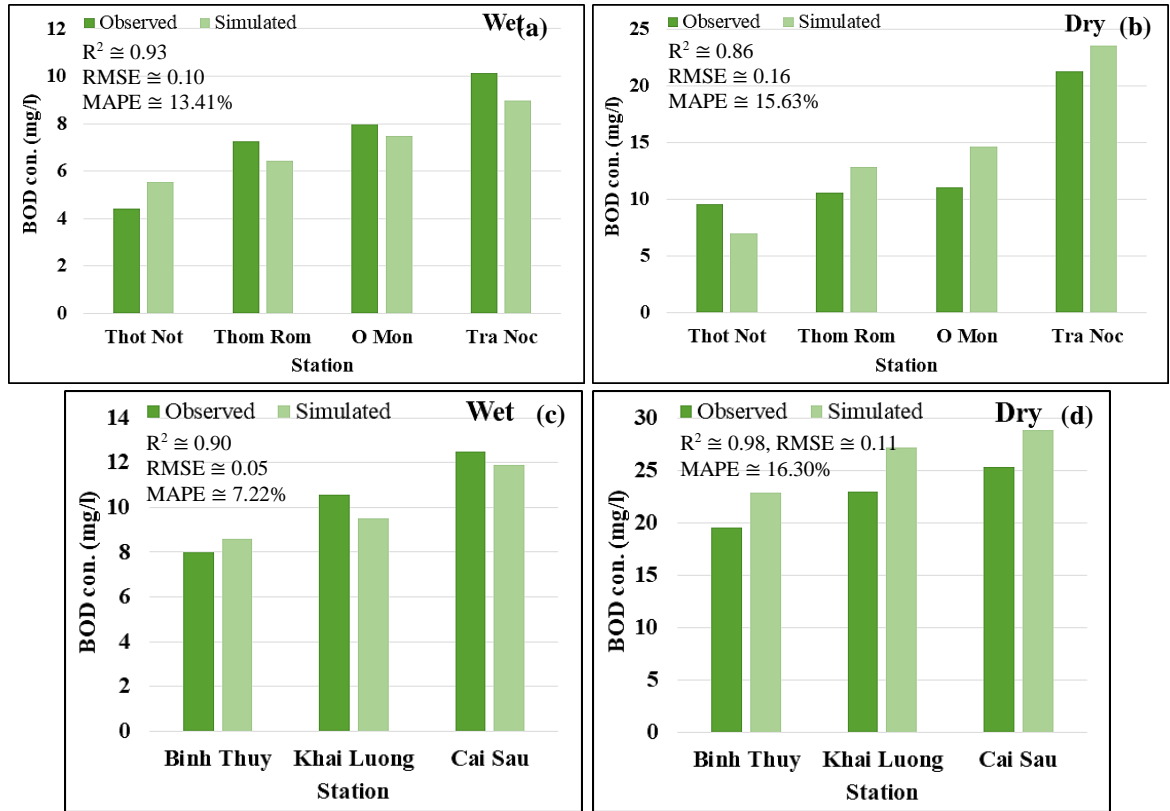 Observed Simulated
Wet (a)
R² ≅ 0.93
RMSE ≅ 0.10
MAPE ≅ 13.41%
BOD con. (mg/l)
12
10
8
6
4
2
0
Thot Not Thom Rom O Mon Tra Noc
Station
Observed Simulated
Dry (b)
R² ≅ 0.86
RMSE ≅ 0.16
MAPE ≅ 15.63%
BOD con. (mg/l)
25
20
15
10
5
0
Thot Not Thom Rom O Mon Tra Noc
Station
Observed Simulated
Wet (c)
R² ≅ 0.90
RMSE ≅ 0.05
MAPE ≅ 7.22%
BOD con. (mg/l)
14
12
10
8
6
4
2
0
Binh Thuy Khai Luong Cai Sau
Station
Observed Simulated
Dry (d)
R² ≅ 0.98, RMSE ≅ 0.11
MAPE ≅ 16.30%
BOD con. (mg/l)
30
25
20
15
10
5
0
Binh Thuy Khai Luong Cai Sau
Station